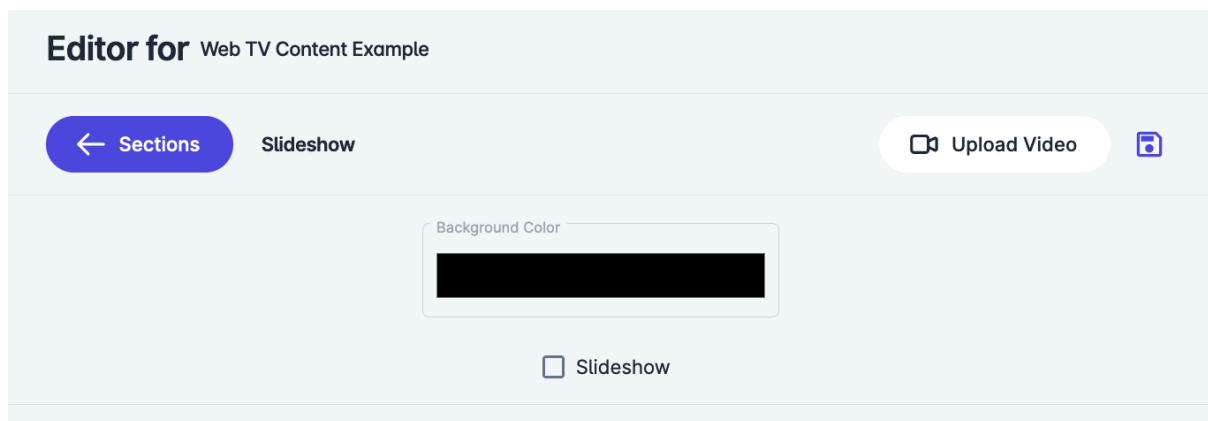 Editor for Web TV Content Example
Sections Slideshow Upload Video
Background Color
Slideshow